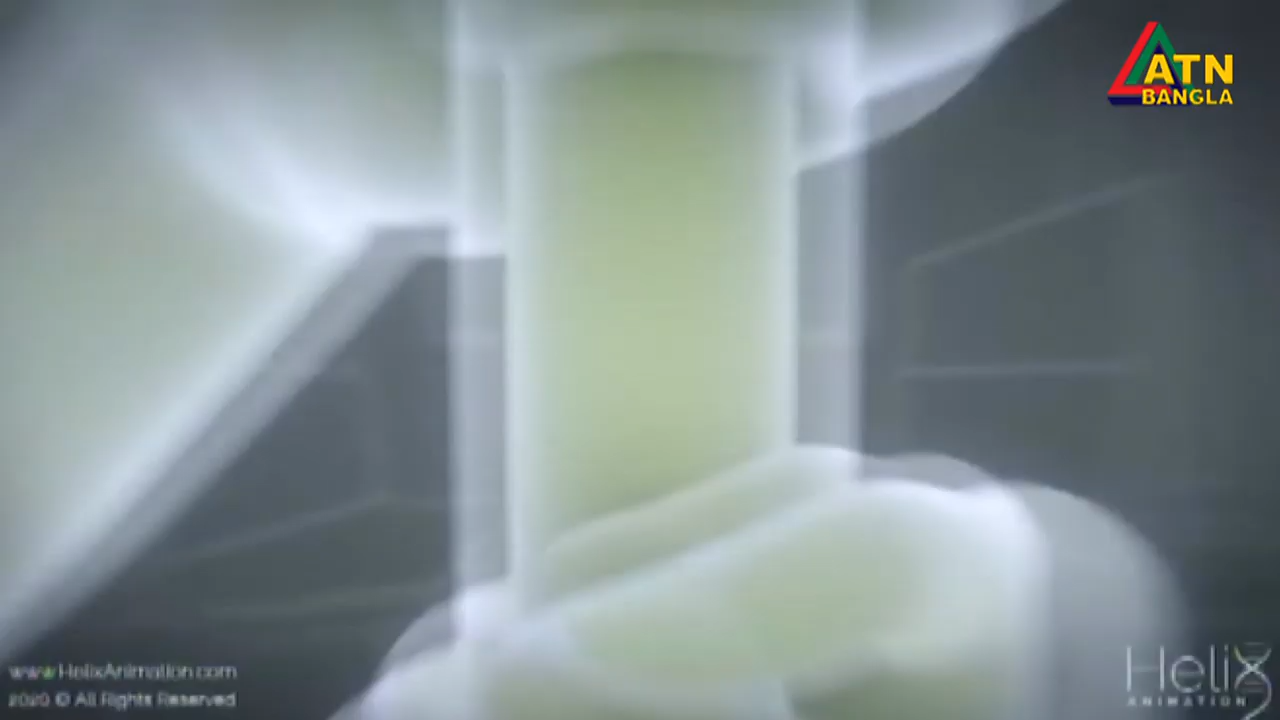 ATN
BANGLA
www.HelixAnimation.com
2020 © All Rights Reserved
Helix
ANIMATION